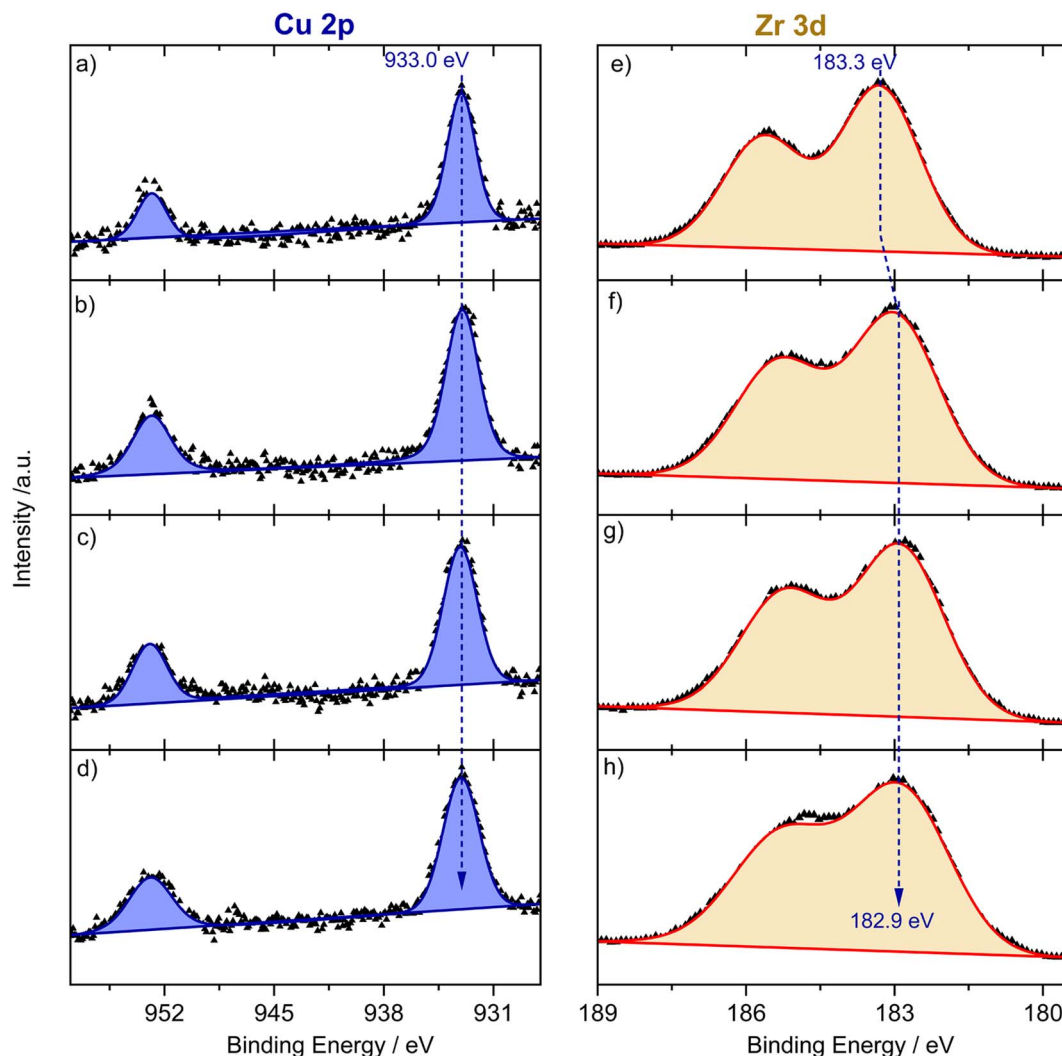 Cu 2p
Zr 3d
a)
933.0 eV
e)
183.3 eV
b)
f)
c)
g)
d)
h)
182.9 eV
Intensity /a.u.
952
945
938
931
189
186
183
180
Binding Energy / eV
Binding Energy / eV